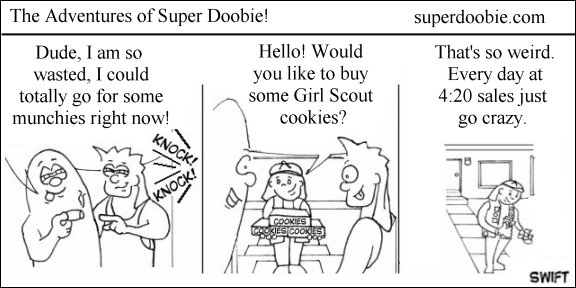 The Adventures of Super Doobie!
superdoobie.com
Dude, I am so
wasted, I could
totally go for some
munchies right now!
KNOCK!
KNOCK!
Hello! Would
you like to buy
some Girl Scout
cookies?
S
COOKIES
COOKIES COOKIES
That's so weird.
Every day at
4:20 sales just
go crazy.
SWIFT